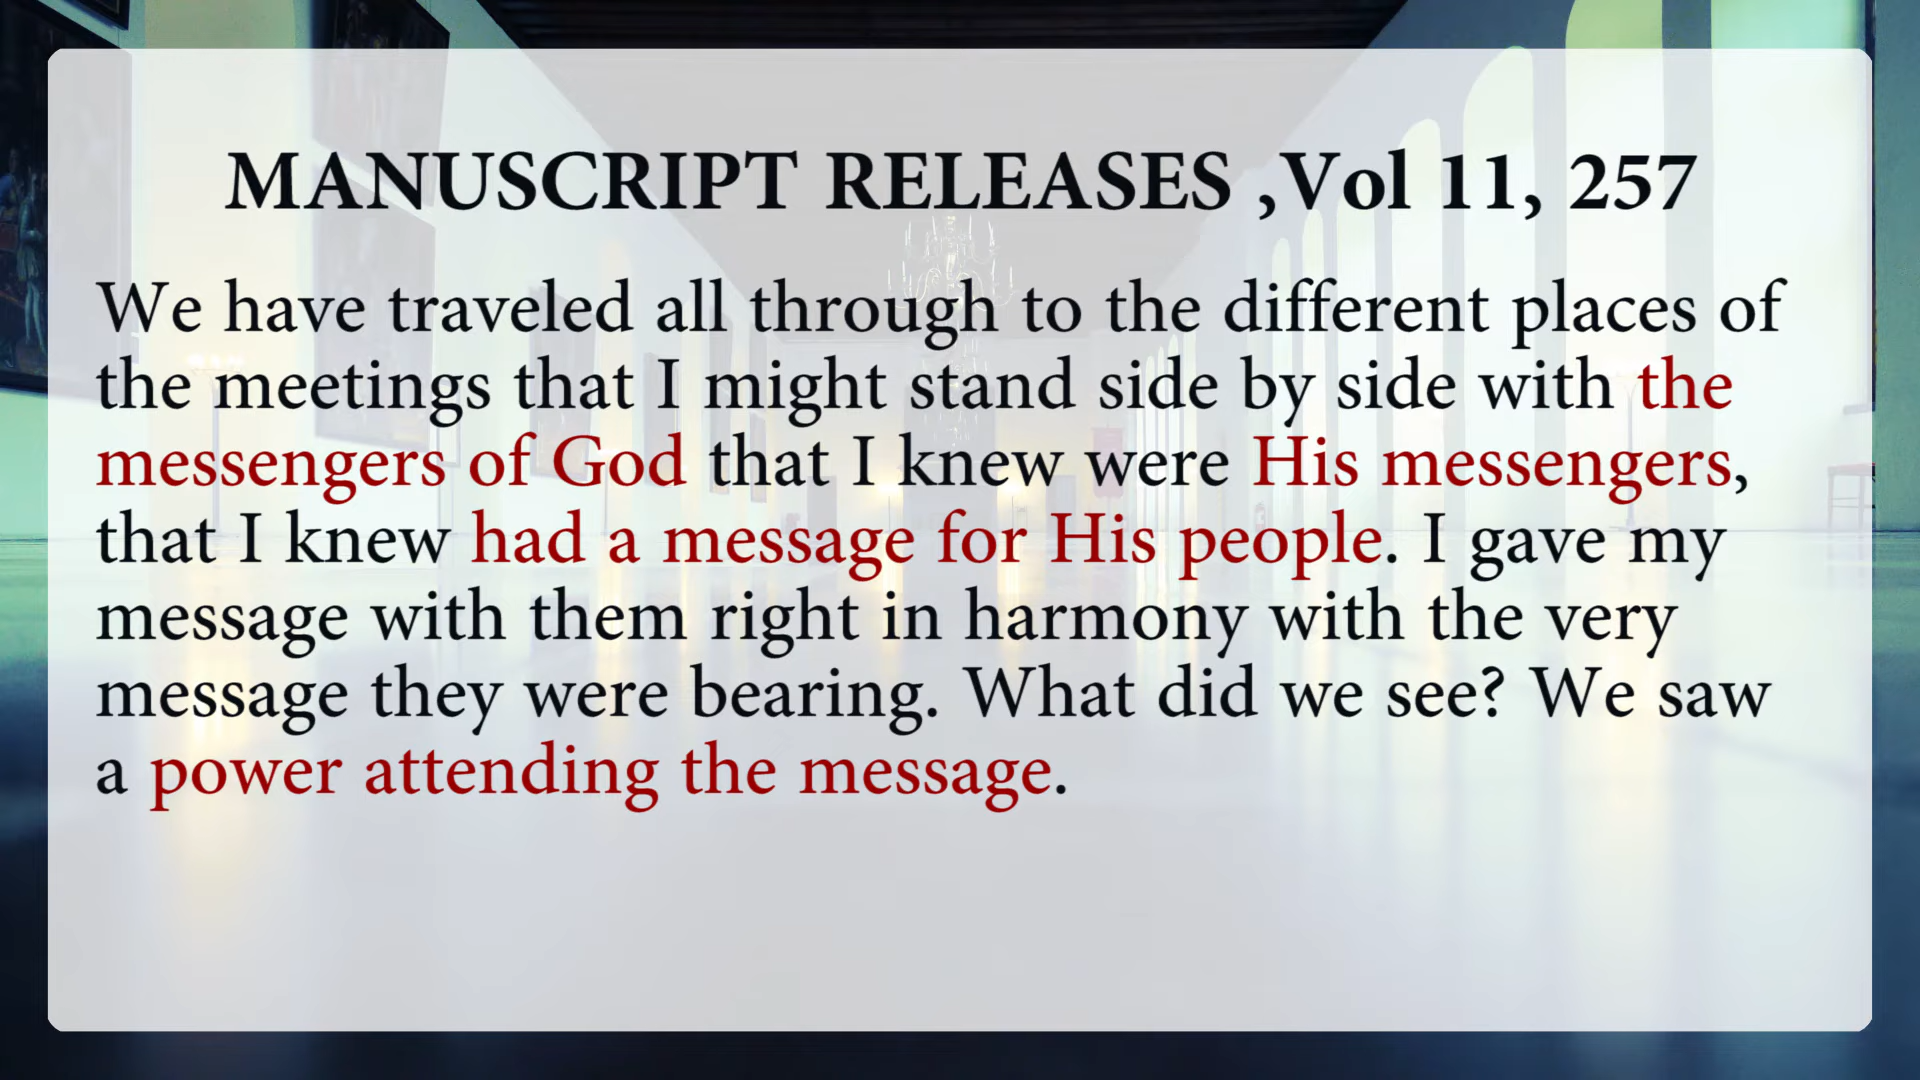 MANUSCRIPT RELEASES ,Vol 11, 257
We have traveled all through to the different places of
the meetings that I might stand side by side with the
messengers of God that I knew were His messengers,
that I knew had a message for His people. I gave my
message with them right in harmony with the very
message they were bearing. What did we see? We saw
a power attending the message.